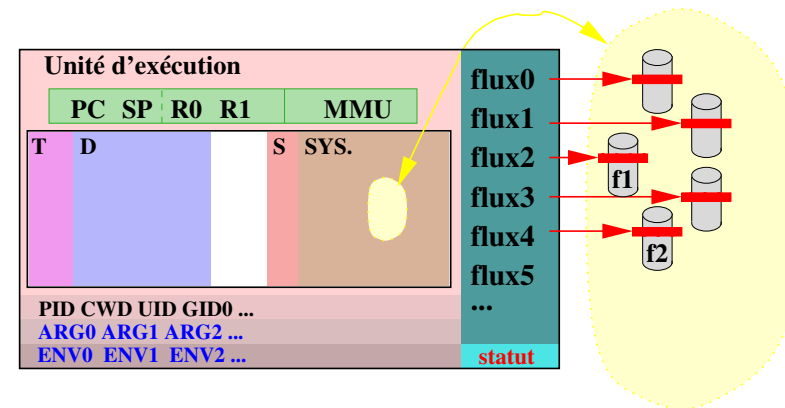 Unité d'exécution
PC SP R0 R1 MMU
T D S SYS.
PID CWD UID GID0 ...
ARG0 ARG1 ARG2 ...
ENV0 ENV1 ENV2 ...
flux0
flux1
flux2
flux3
flux4
flux5
...
statut
f1
f2